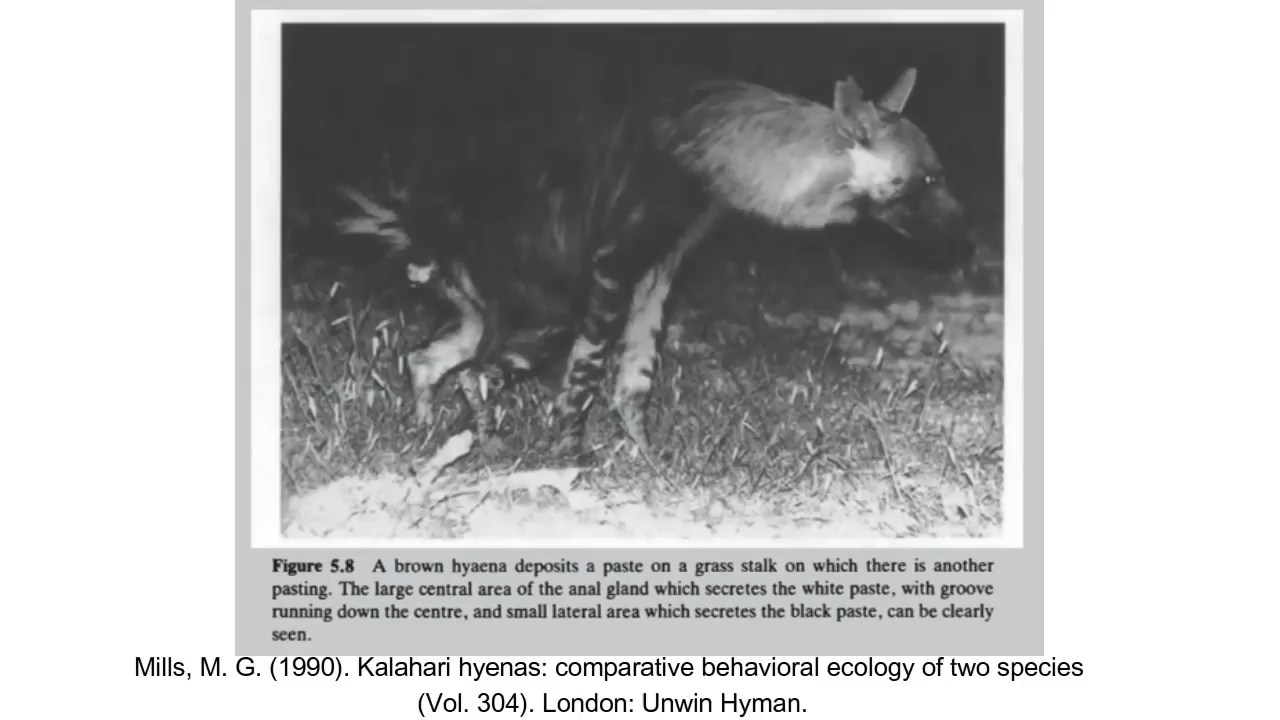 Figure 5.8 A brown hyaena deposits a paste on a grass stalk on which there is another
pasting. The large central area of the anal gland which secretes the white paste, with groove
running down the centre, and small lateral area which secretes the black paste, can be clearly
seen.
Mills, M. G. (1990). Kalahari hyenas: comparative behavioral ecology of two species
(Vol. 304). London: Unwin Hyman.